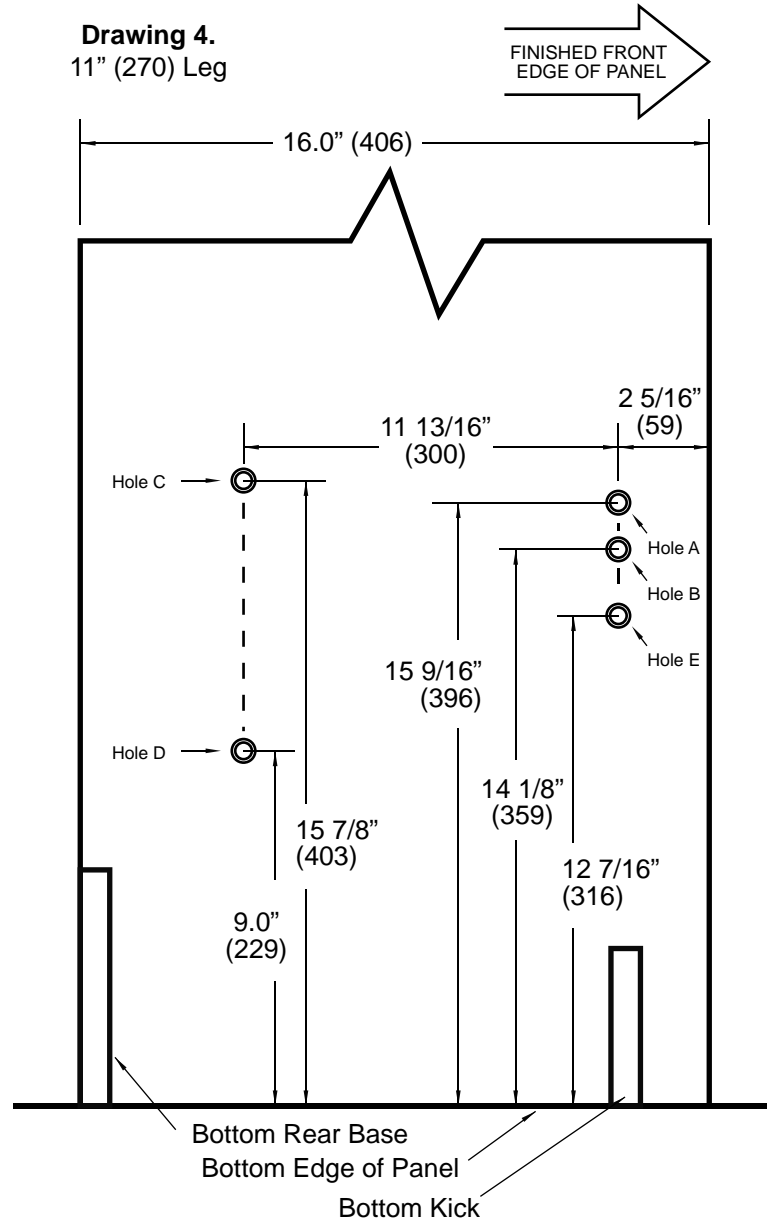 Drawing 4.
11” (270) Leg
FINISHED FRONT
EDGE OF PANEL
16.0” (406)
2 5/16”
(59)
11 13/16”
(300)
Hole C
Hole A
Hole B
Hole E
15 9/16”
(396)
Hole D
14 1/8”
(359)
15 7/8”
(403)
12 7/16”
(316)
9.0”
(229)
Bottom Rear Base
Bottom Edge of Panel
Bottom Kick